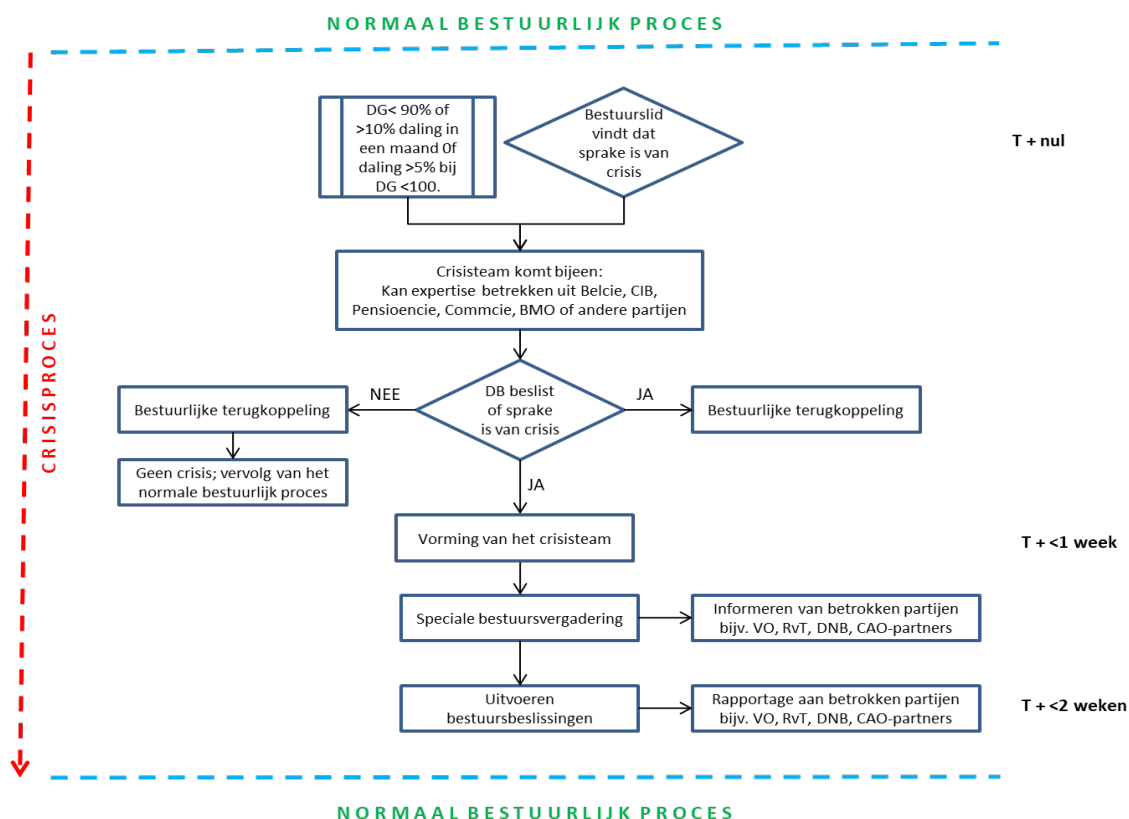 NORMAAL BESTUURLIJK PROCES
CRISISPROCES
DG< 90% of
>10% daling in
een maand 0f
daling >5% bij
DG <100.
Bestuurslid
vindt dat
sprake is van
crisis
T + nul
Crisisteam komt bijeen:
Kan expertise betrekken uit Belcie, CIB,
Pensioencie, Commcie, BMO of andere partijen
NEE
DB beslist
of sprake
is van crisis
JA
Bestuurlijke terugkoppeling
Bestuurlijke terugkoppeling
Geen crisis; vervolg van het
normale bestuurlijk proces
JA
Vorming van het crisisteam
T + <1 week
Speciale bestuursvergadering
Informeren van betrokken partijen
bijv. VO, RvT, DNB, CAO-partners
Uitvoeren
bestuursbeslissingen
Rapportage aan betrokken partijen
bijv. VO, RvT, DNB, CAO-partners
T + <2 weken
NORMAAL BESTUURLIJK PROCES